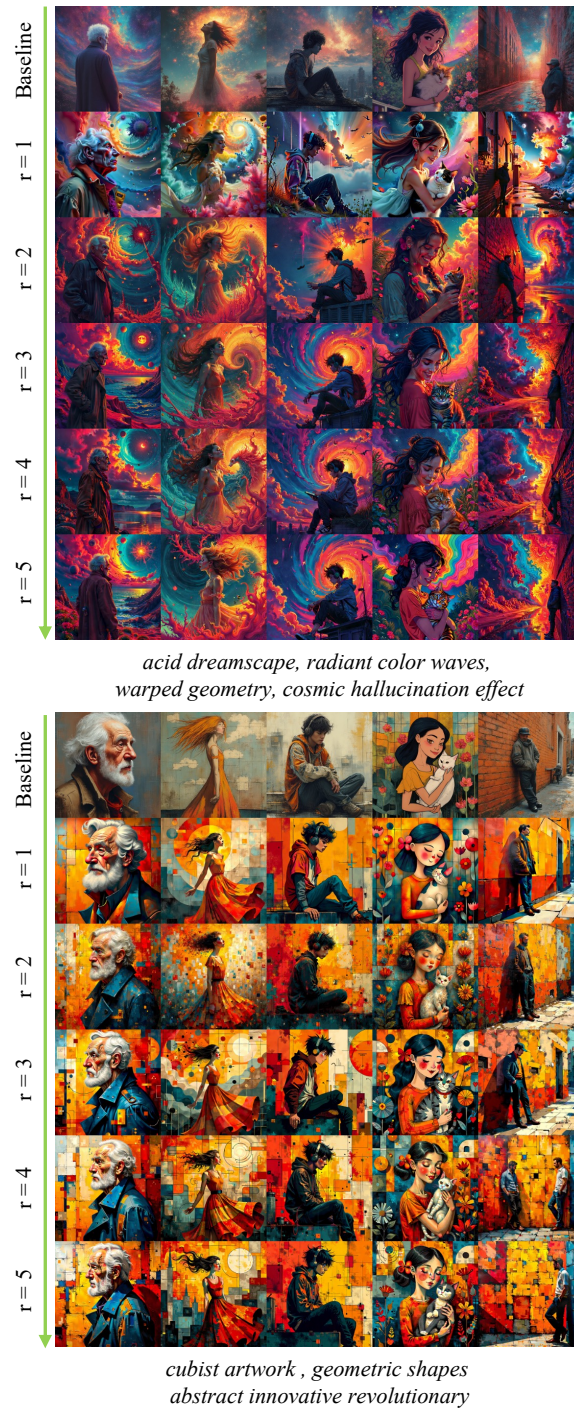 Baseline
r = 1
r = 2
r = 3
r = 4
r = 5
acid dreamscape, radiant color waves,
warped geometry, cosmic hallucination effect
Baseline
r = 1
r = 2
r = 3
r = 4
r = 5
cubist artwork , geometric shapes
abstract innovative revolutionary